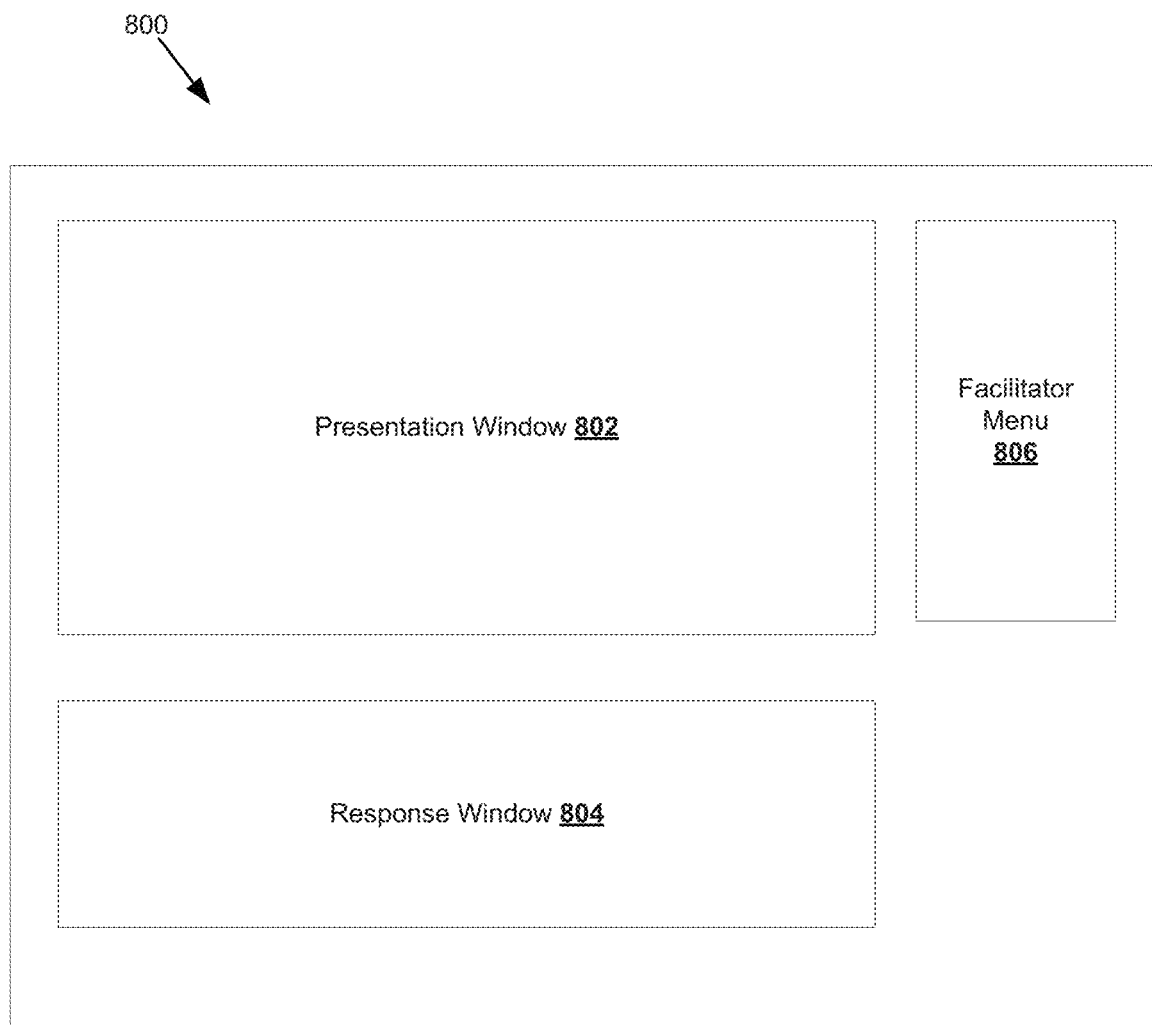 800
Presentation Window 802
Facilitator
Menu
806
Response Window 804